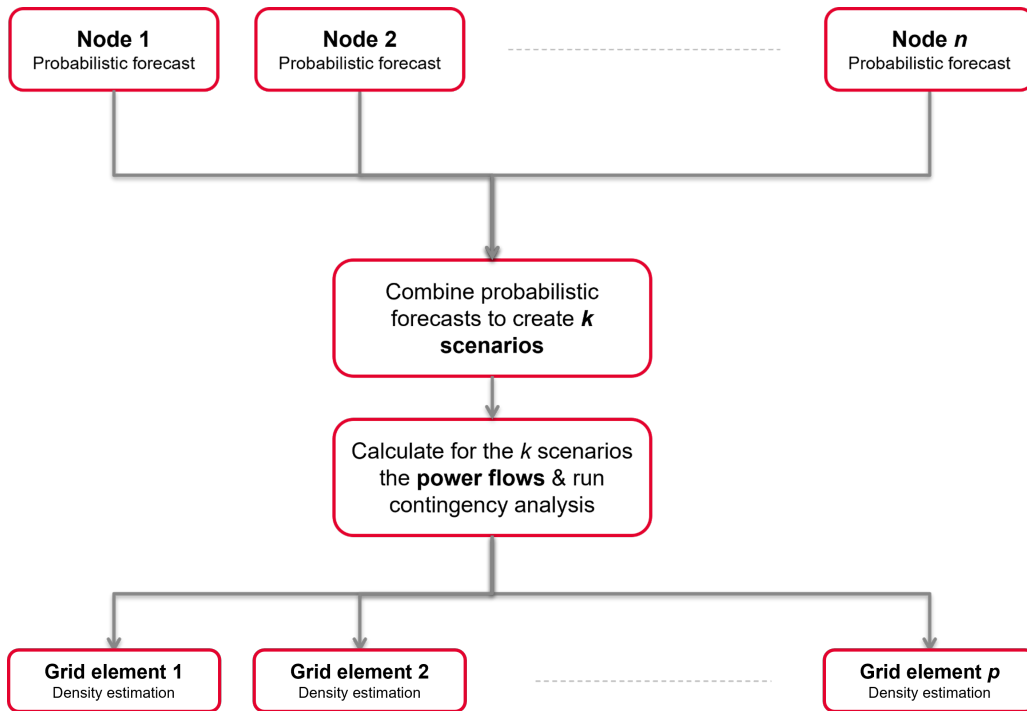 Node 1
Probabilistic forecast
Node 2
Probabilistic forecast
Node n
Probabilistic forecast
Combine probabilistic
forecasts to create k
scenarios
Calculate for the k scenarios
the power flows & run
contingency analysis
Grid element 1
Density estimation
Grid element 2
Density estimation
Grid element p
Density estimation